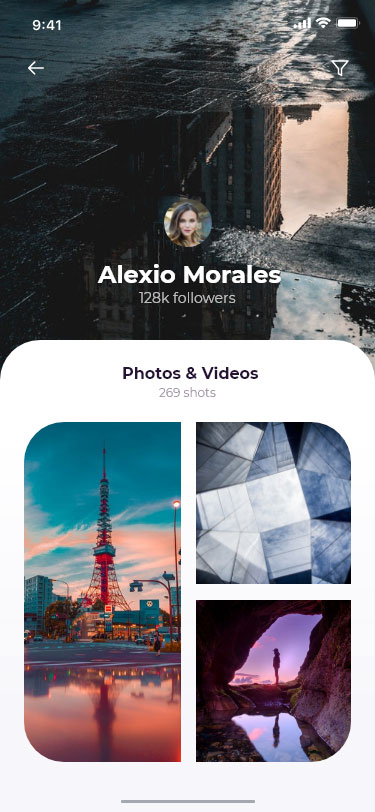 9:41
Alexio Morales
128k followers
Photos & Videos
269 shots